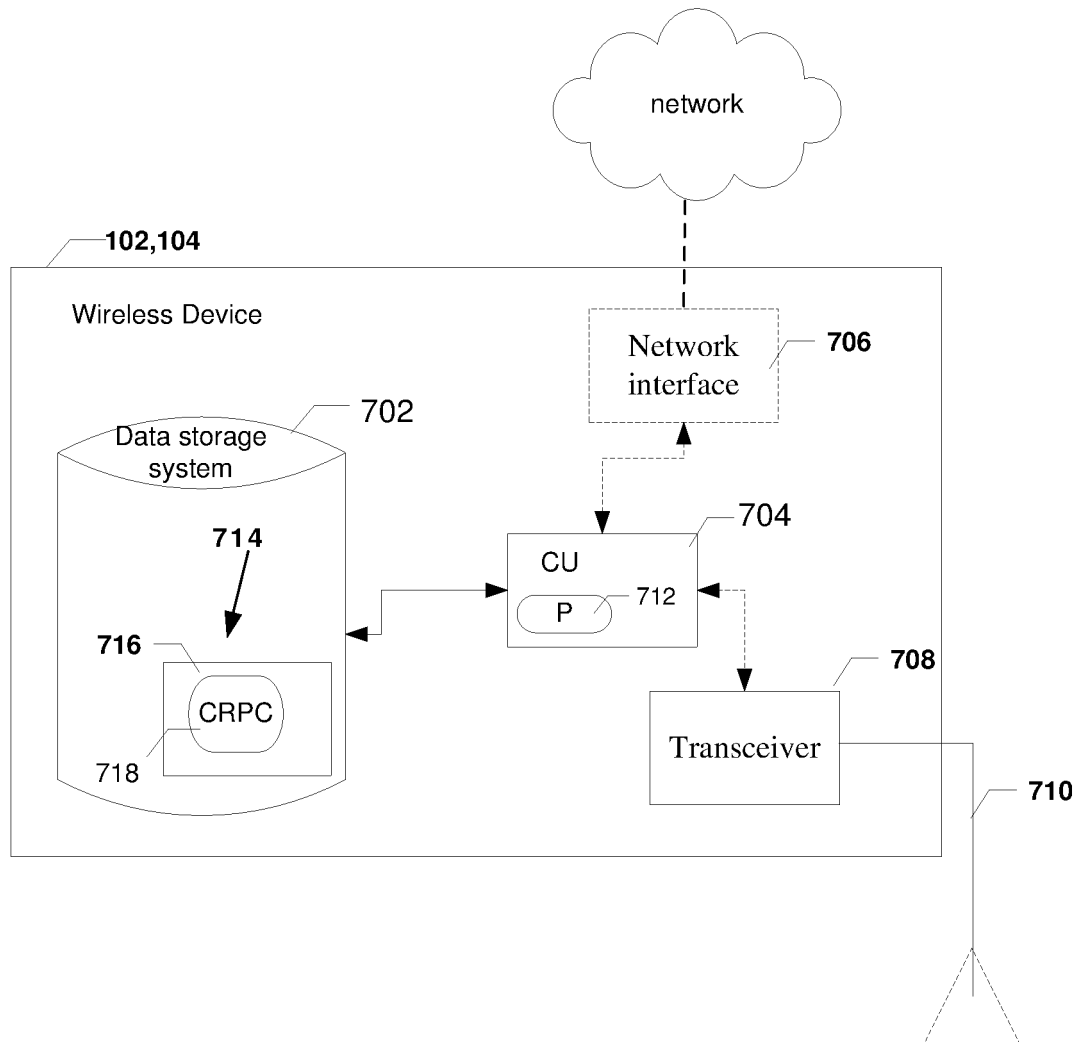 network
102,104
Wireless Device
Network
interface
706
702
Data storage
system
704
CU
P
712
714
716
CRPC
718
708
Transceiver
710